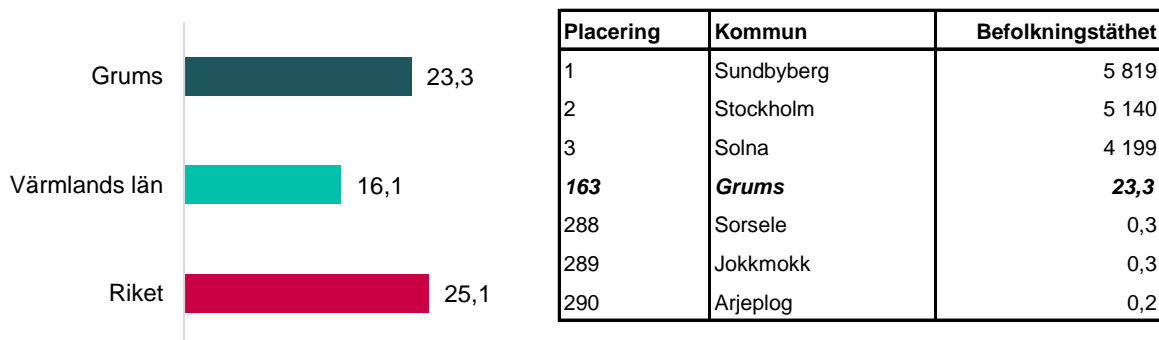 Grums 23,3
Värmlands län 16,1
Riket 25,1
Placering Kommun Befolkningstäthet
1 Sundbyberg 5 819
2 Stockholm 5 140
3 Solna 4 199
163 Grums 23,3
288 Sorsele 0,3
289 Jokkmokk 0,3
290 Arjeplog 0,2